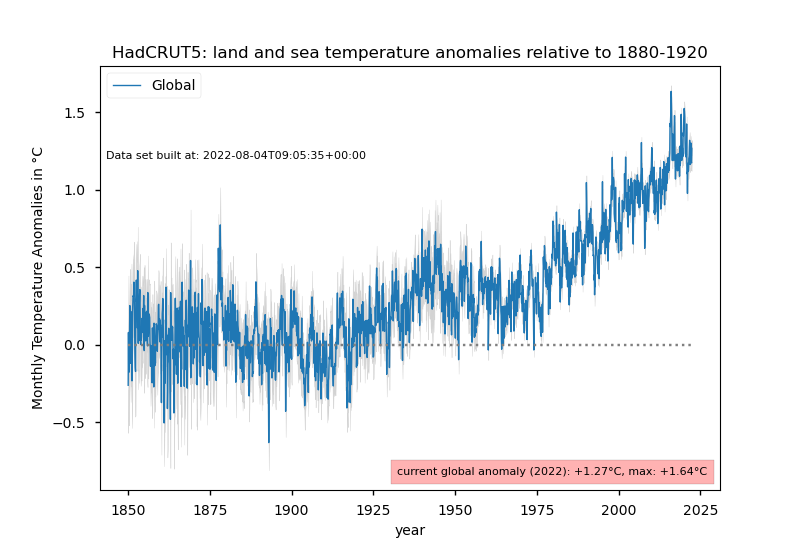 HadCRUT5: land and sea temperature anomalies relative to 1880-1920
Global
Data set built at: 2022-08-04T09:05:35+00:00
Monthly Temperature Anomalies in °C
1.5
1.0
0.5
0.0
−0.5
current global anomaly (2022): +1.27°C, max: +1.64°C
1850 1875 1900 1925 1950 1975 2000 2025
year